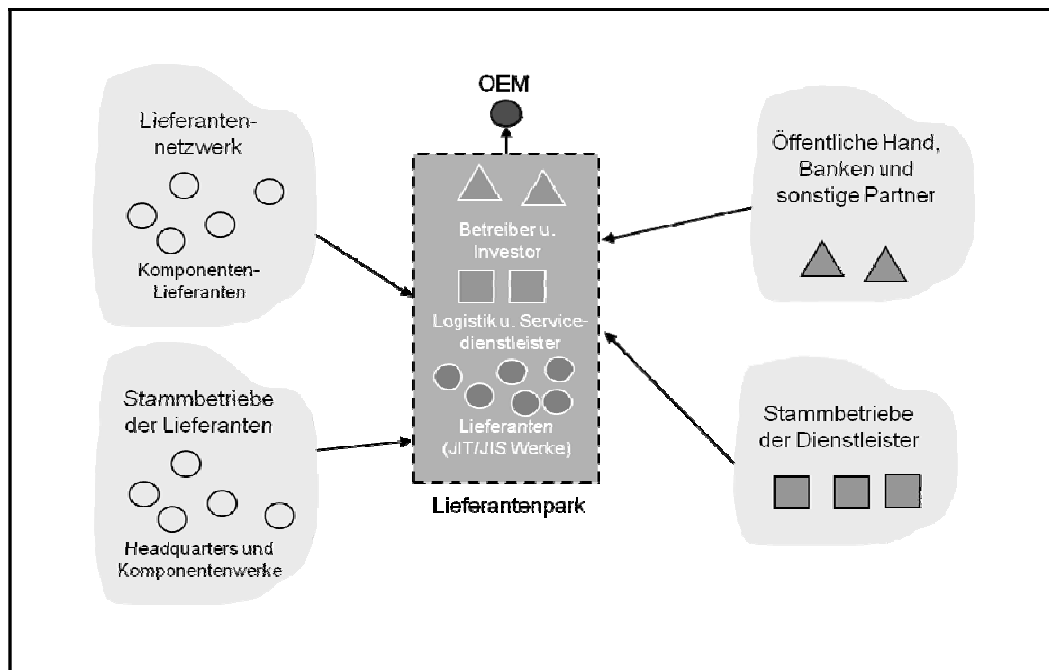 OEM
Lieferanten-
netzwerk
Komponenten-
Lieferanten
Stammbetriebe
der Lieferanten
Headquarters und
Komponentenwerke
Betreiber u.
Investor
Logistik u. Service-
dienstleister
Lieferanten
(JIT/JIS Werke)
Lieferantenpark
Öffentliche Hand,
Banken und
sonstige Partner
Stammbetriebe
der Dienstleister